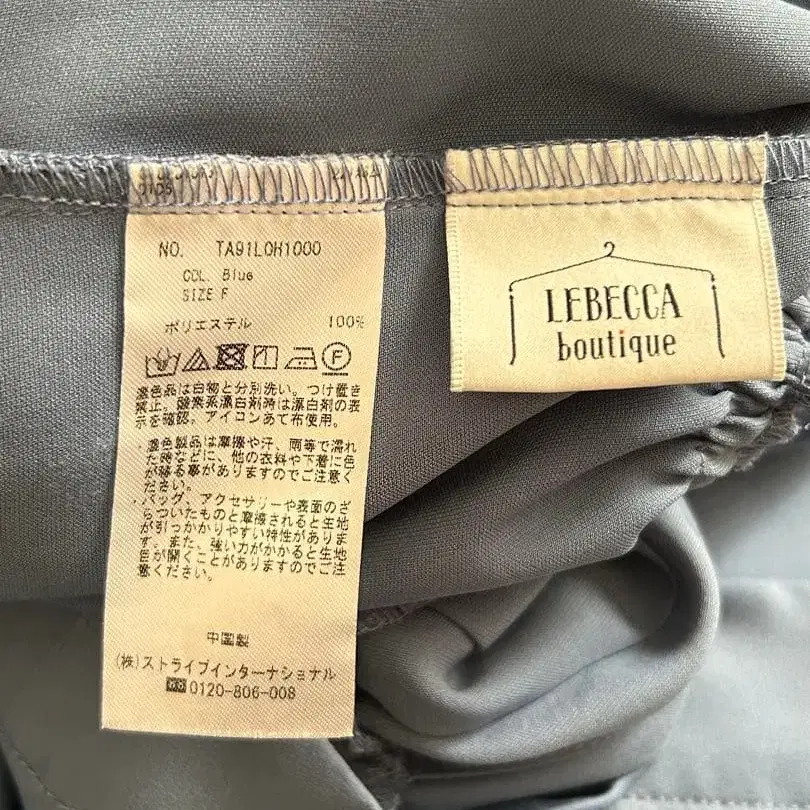 NO. TA91L0H1000
COL. Blue
SIZE F
ポリエステル 100%
F
濃色品は白物と分別洗い。つけ置き
禁止。酸素系漂白剤時は漂白剤の表
示を確認。アイロンあて布使用。
・濃色製品は摩擦や汗、雨等で濡れ
た時などに、他の衣料や下着に色
が移る事がありますのでご注意く
ださい。
・バッグ、アクセサリーや表面のざ
らついたものと摩擦されると生地
が引っかかりやすい特性がありま
す。また、強い力がかかると生地
目が開くことがありますのでご注
意ください。
中国製
(株)ストライプインターナショナル
0120-806-008
LEBECCA
boutique